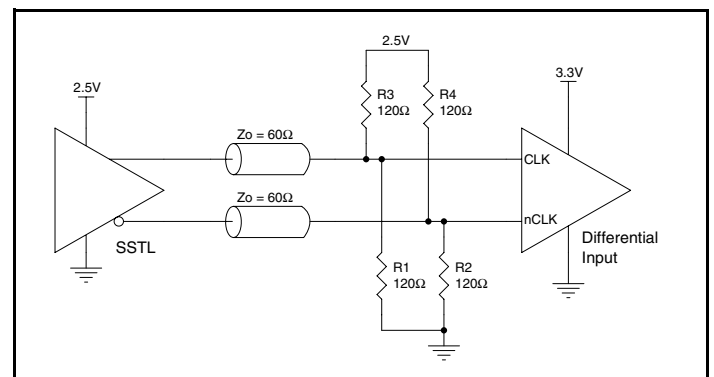 2.5V
3.3V
2.5V
R3
120Ω
R4
120Ω
Zo = 60Ω
CLK
Zo = 60Ω
nCLK
SSTL
Differential
Input
R1
120Ω
R2
120Ω